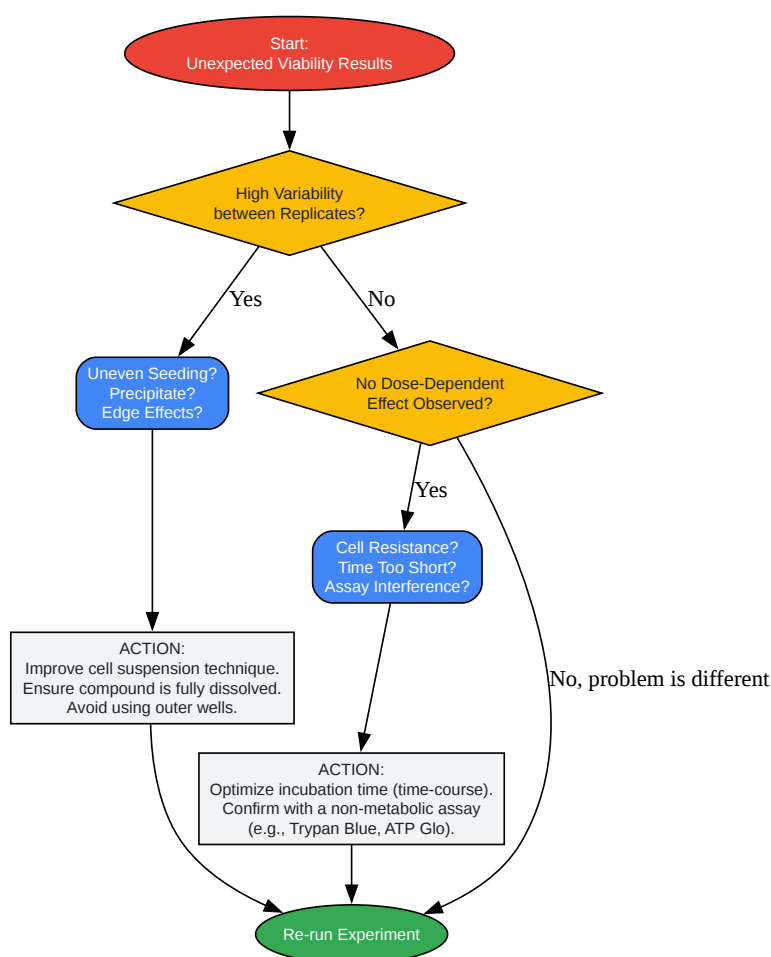 Start:
Unexpected Viability Results
High Variability
between Replicates?
Yes
No
Uneven Seeding?
Precipitate?
Edge Effects?
No Dose-Dependent
Effect Observed?
Yes
Cell Resistance?
Time Too Short?
Assay Interference?
No, problem is different
ACTION:
Improve cell suspension technique.
Ensure compound is fully dissolved.
Avoid using outer wells.
ACTION:
Optimize incubation time (time-course).
Confirm with a non-metabolic assay
(e.g., Trypan Blue, ATP Glo).
Re-run Experiment